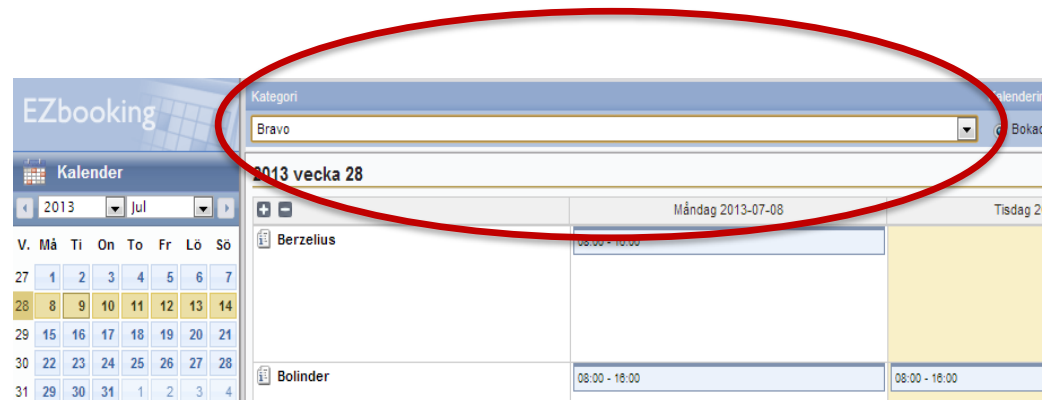 EZbooking
Kategori
Bravo
Bokad
Kalender
2013 Jul
V. Må Ti On To Fr Lö Sö
27 1 2 3 4 5 6 7
28 8 9 10 11 12 13 14
29 15 16 17 18 19 20 21
30 22 23 24 25 26 27 28
31 29 30 31 1 2 3 4
2013 vecka 28
Måndag 2013-07-08 Tisdag 2
Berzelius
08:00 - 16:00
Bolinder
08:00 - 16:00 08:00 - 16:00